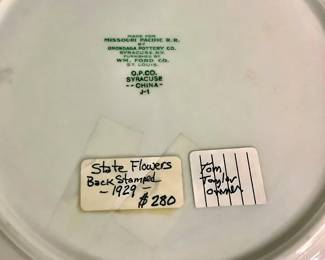 MADE FOR
MISSOURI PACIFIC R.R.
BY
ONONDAGA POTTERY CO.
SYRACUSE N.Y.
FURNISHED BY
WM. FORD CO.
ST. LOUIS.
O.P.CO.
SYRACUSE
-CHINA-
J-1
State Flowers
Back Stamped
- 1929 -
$280
Tom
Taylor
owner